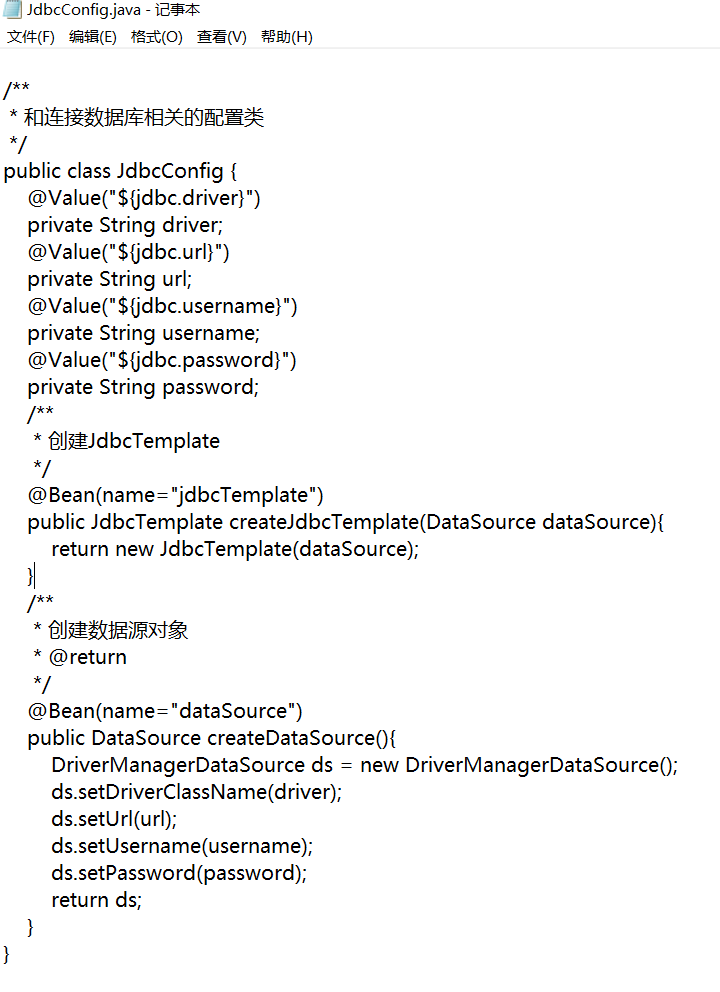 JdbcConfig.java - 记事本
文件(F) 编辑(E) 格式(O) 查看(V) 帮助(H)
/**
 * 和连接数据库相关的配置类
 */
public class JdbcConfig {
    @Value("${jdbc.driver}")
    private String driver;
    @Value("${jdbc.url}")
    private String url;
    @Value("${jdbc.username}")
    private String username;
    @Value("${jdbc.password}")
    private String password;
    /**
     * 创建JdbcTemplate
     */
    @Bean(name="jdbcTemplate")
    public JdbcTemplate createJdbcTemplate(DataSource dataSource){
        return new JdbcTemplate(dataSource);
    }
    /**
     * 创建数据源对象
     * @return
     */
    @Bean(name="dataSource")
    public DataSource createDataSource(){
        DriverManagerDataSource ds = new DriverManagerDataSource();
        ds.setDriverClassName(driver);
        ds.setUrl(url);
        ds.setUsername(username);
        ds.setPassword(password);
        return ds;
    }
}